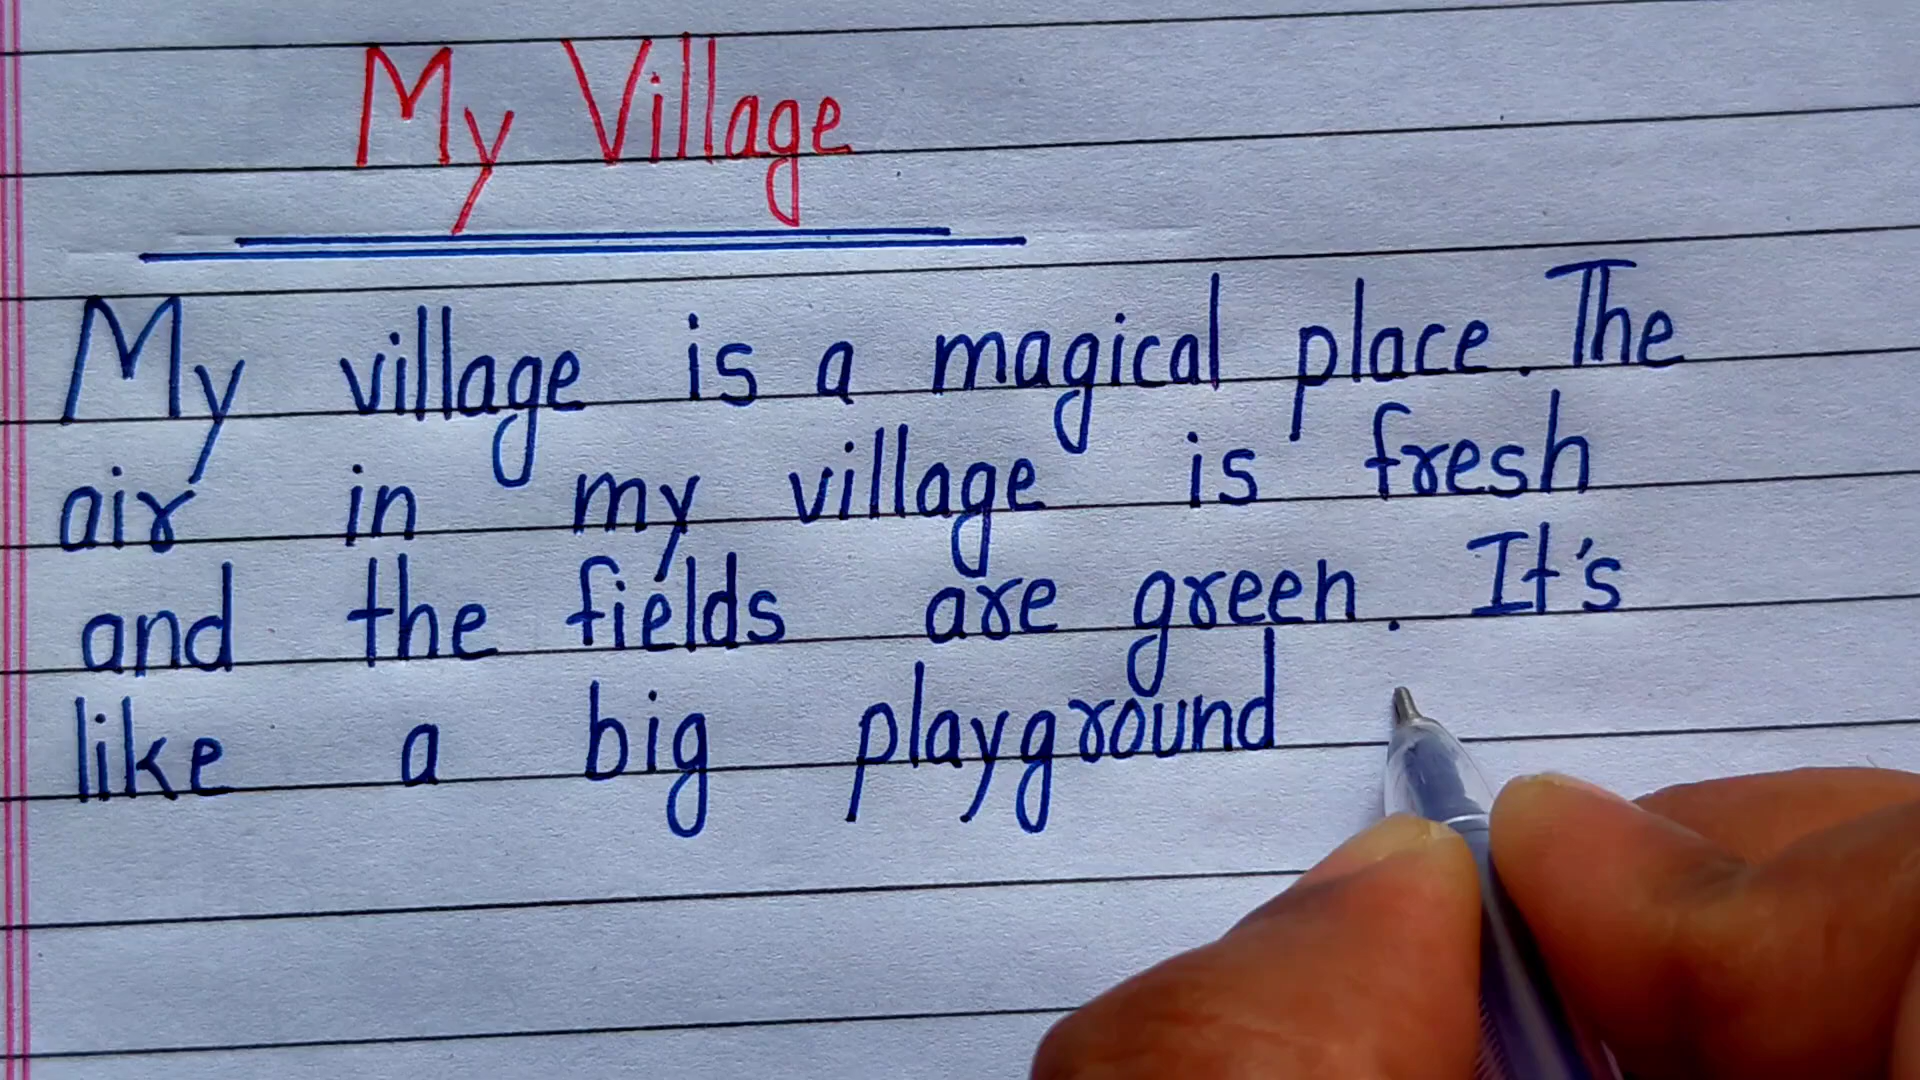 My Village
My village is a magical place. The
air in my village is fresh
and the fields are green. It's
like a big playground